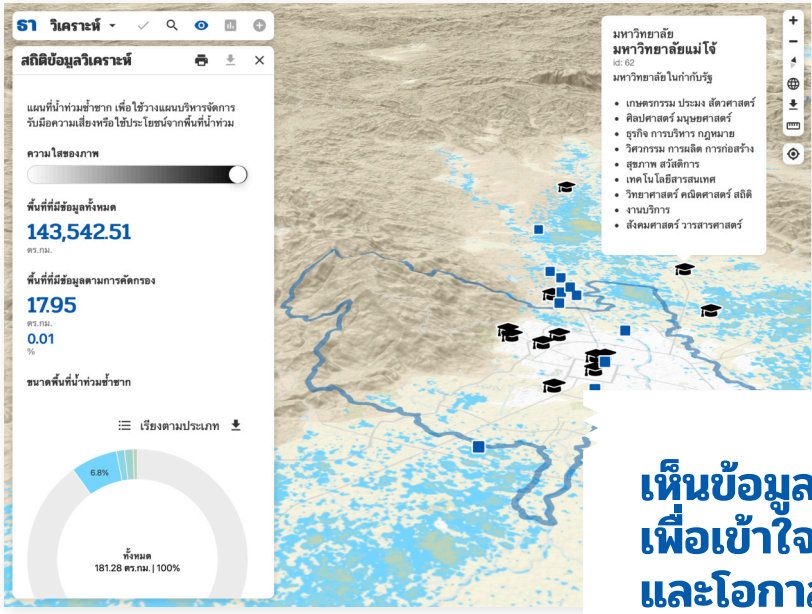 ธา วิเคราะห์
สถิติข้อมูลวิเคราะห์
แผนที่น้ำท่วมซ้ำซาก เพื่อใช้วางแผนบริหารจัดการ
รับมือความเสี่ยงหรือใช้ประโยชน์จากพื้นที่น้ำท่วม
ความใสของภาพ
พื้นที่ที่มีข้อมูลทั้งหมด
143,542.51
ตร.กม.
พื้นที่ที่มีข้อมูลตามการคัดกรอง
17.95
ตร.กม.
0.01
%
ขนาดพื้นที่น้ำท่วมซ้ำซาก
เรียงตามประเภท
6.8%
ทั้งหมด
181.28 ตร.กม. | 100%
มหาวิทยาลัย
มหาวิทยาลัยแม่โจ้
id: 62
มหาวิทยาลัยในกำกับรัฐ
• เกษตรกรรม ประมง สัตวศาสตร์
• ศิลปศาสตร์ มนุษยศาสตร์
• ธุรกิจ การบริหาร กฎหมาย
• วิศวกรรม การผลิต การก่อสร้าง
• สุขภาพ สวัสดิการ
• เทคโนโลยีสารสนเทศ
• วิทยาศาสตร์ คณิตศาสตร์ สถิติ
• งานบริการ
• สังคมศาสตร์ วารสารศาสตร์
เห็นข้อมูล
เพื่อเข้าใจ
และโอกาส